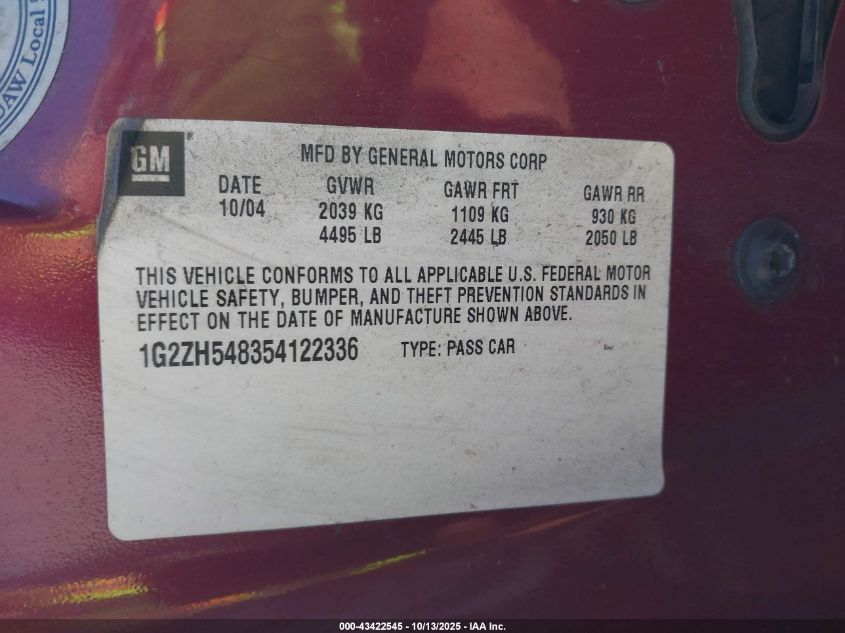 UAW Local
GM
MFD BY GENERAL MOTORS CORP
DATE GVWR GAWR FRT GAWR RR
10/04 2039 KG 1109 KG 930 KG
4495 LB 2445 LB 2050 LB
THIS VEHICLE CONFORMS TO ALL APPLICABLE U.S. FEDERAL MOTOR
VEHICLE SAFETY, BUMPER, AND THEFT PREVENTION STANDARDS IN
EFFECT ON THE DATE OF MANUFACTURE SHOWN ABOVE.
1G2ZH548354122336 TYPE: PASS CAR
000-43422545 - 10/13/2025 - IAA Inc.